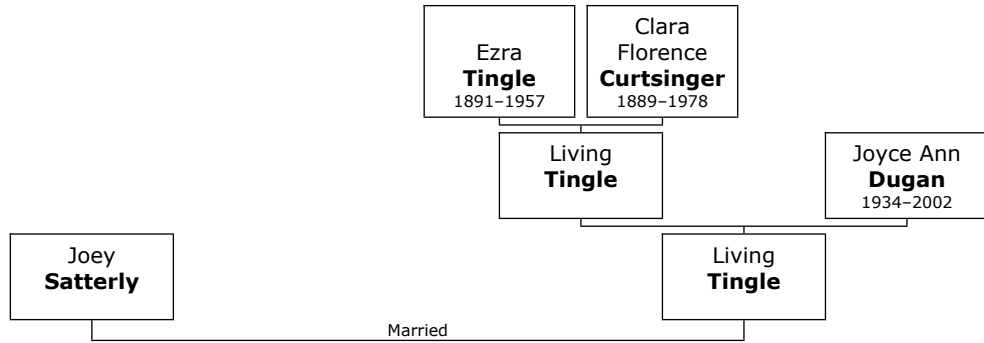 Ezra
Tingle
1891–1957
Clara
Florence
Curtsinger
1889–1978
Living
Tingle
Joyce Ann
Dugan
1934–2002
Joey
Satterly
Living
Tingle
Married